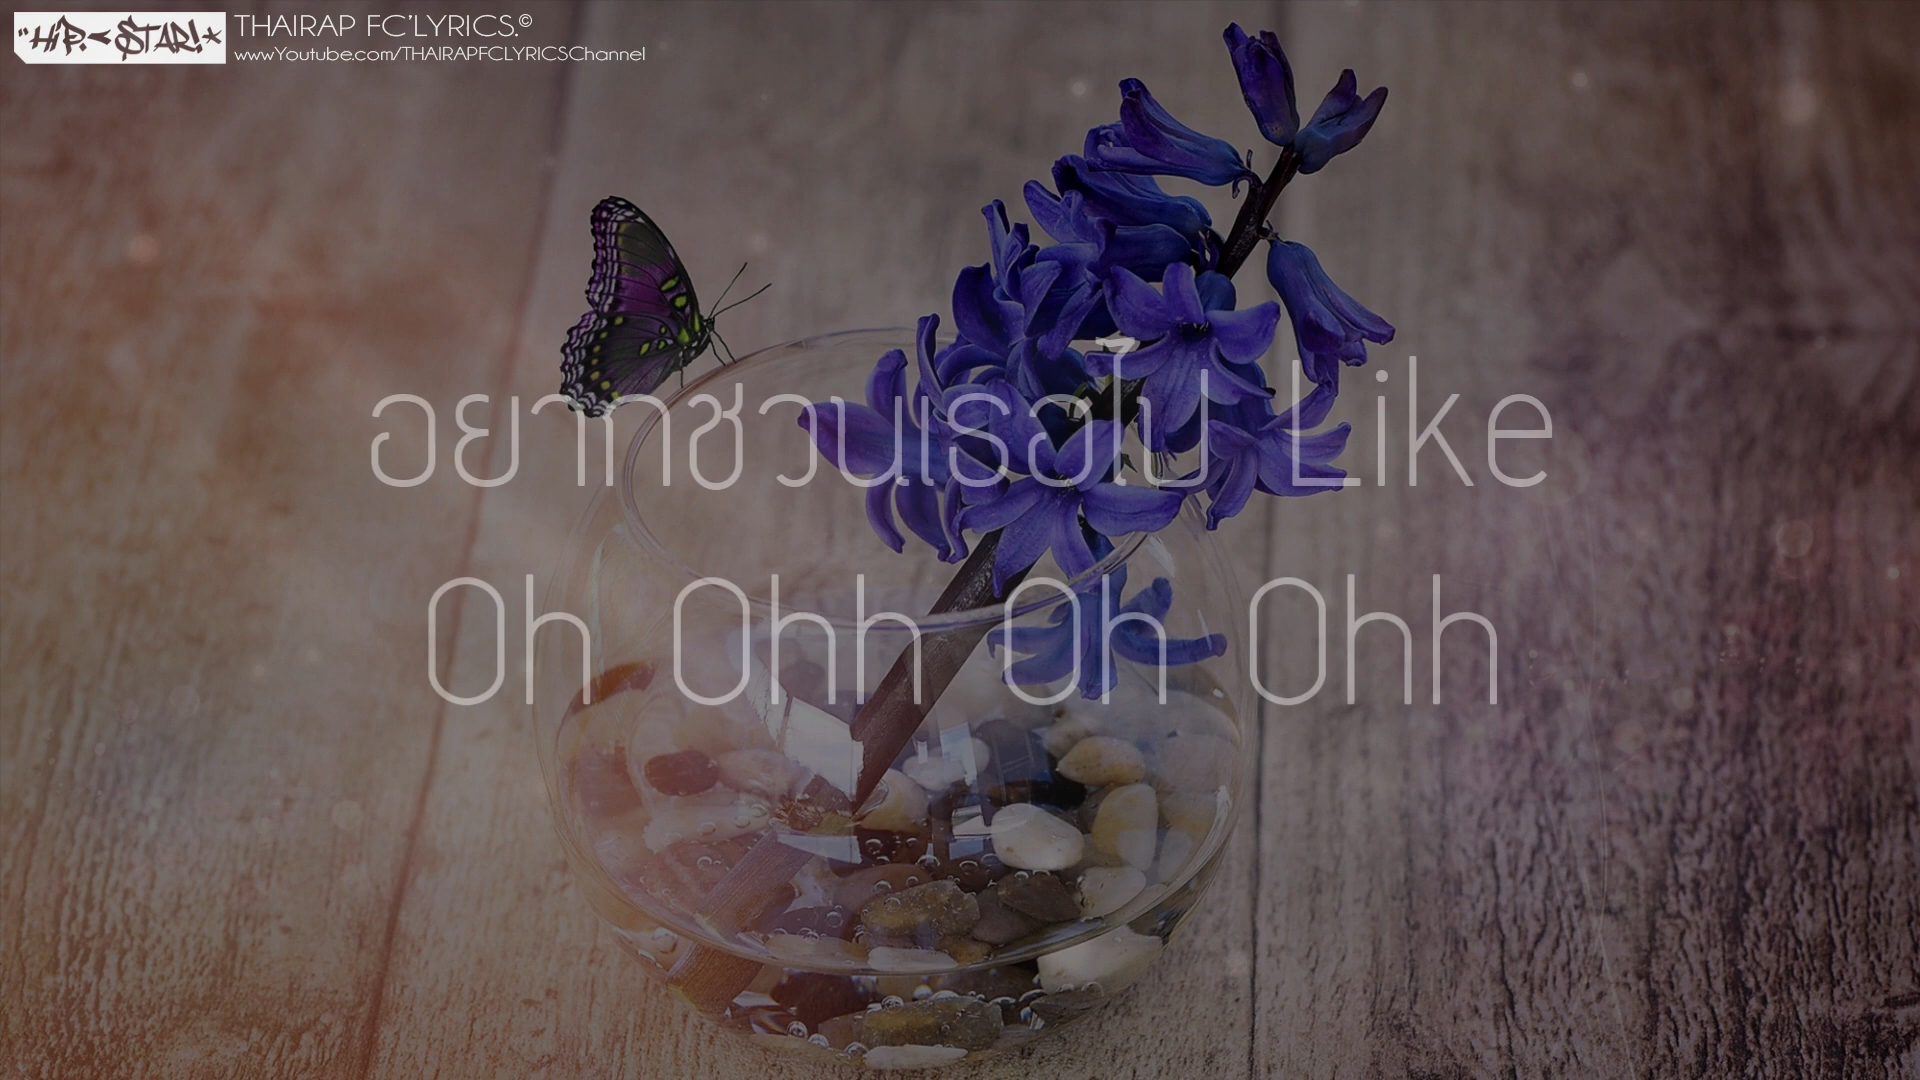 "HiP.<STAR!*
THAIRAP FC'LYRICS.©
www.Youtube.com/THAIRAPFCLYRICSChannel
อยากชวนเธอไป Like
Oh Ohh Oh Ohh